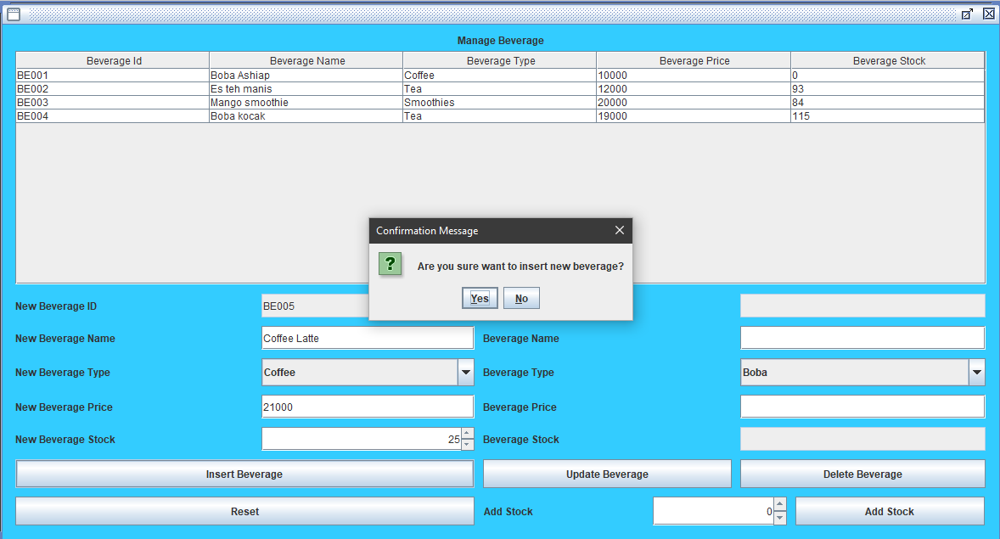 Manage Beverage
Beverage Id Beverage Name Beverage Type Beverage Price Beverage Stock
BE001 Boba Ashiap Coffee 10000 0
BE002 Es teh manis Tea 12000 93
BE003 Mango smoothie Smoothies 20000 84
BE004 Boba kocak Tea 19000 115
Confirmation Message
? Are you sure want to insert new beverage?
Yes No
New Beverage ID BE005
New Beverage Name Coffee Latte Beverage Name
New Beverage Type Coffee Beverage Type Boba
New Beverage Price 21000 Beverage Price
New Beverage Stock 25 Beverage Stock
Insert Beverage Update Beverage Delete Beverage
Reset Add Stock 0 Add Stock